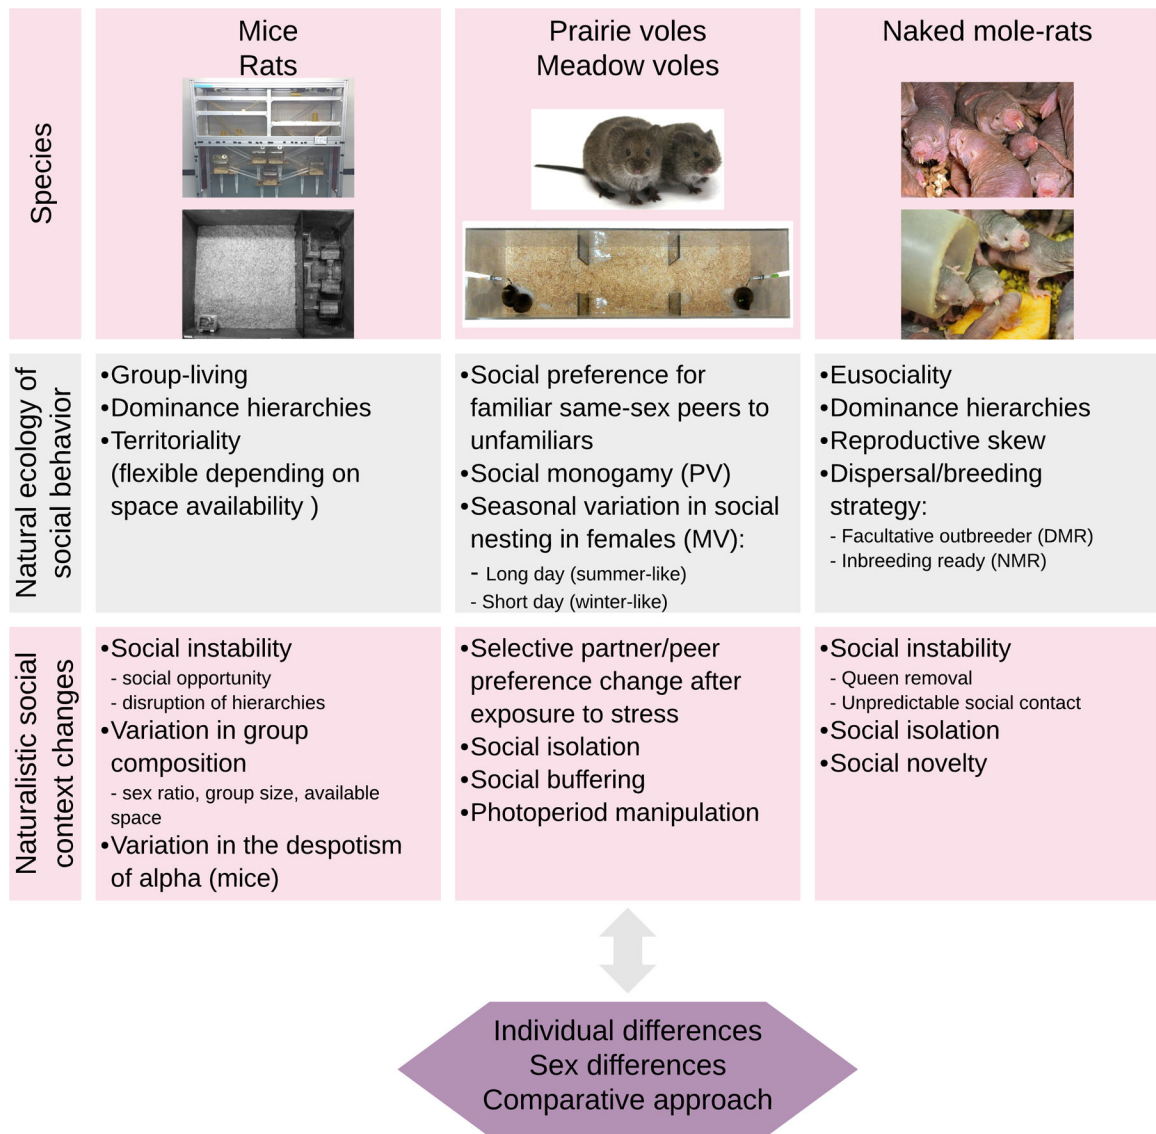 Species
Mice
Rats
Prairie voles
Meadow voles
Naked mole-rats
Natural ecology of
social behavior
•Group-living
•Dominance hierarchies
•Territoriality
(flexible depending on
space availability )
•Social preference for
familiar same-sex peers to
unfamiliars
•Social monogamy (PV)
•Seasonal variation in social
nesting in females (MV):
- Long day (summer-like)
- Short day (winter-like)
•Eusociality
•Dominance hierarchies
•Reproductive skew
•Dispersal/breeding
strategy:
- Facultative outbreeder (DMR)
- Inbreeding ready (NMR)
Naturalistic social
context changes
•Social instability
- social opportunity
- disruption of hierarchies
•Variation in group
composition
- sex ratio, group size, available
space
•Variation in the despotism
of alpha (mice)
•Selective partner/peer
preference change after
exposure to stress
•Social isolation
•Social buffering
•Photoperiod manipulation
•Social instability
- Queen removal
- Unpredictable social contact
•Social isolation
•Social novelty
Individual differences
Sex differences
Comparative approach